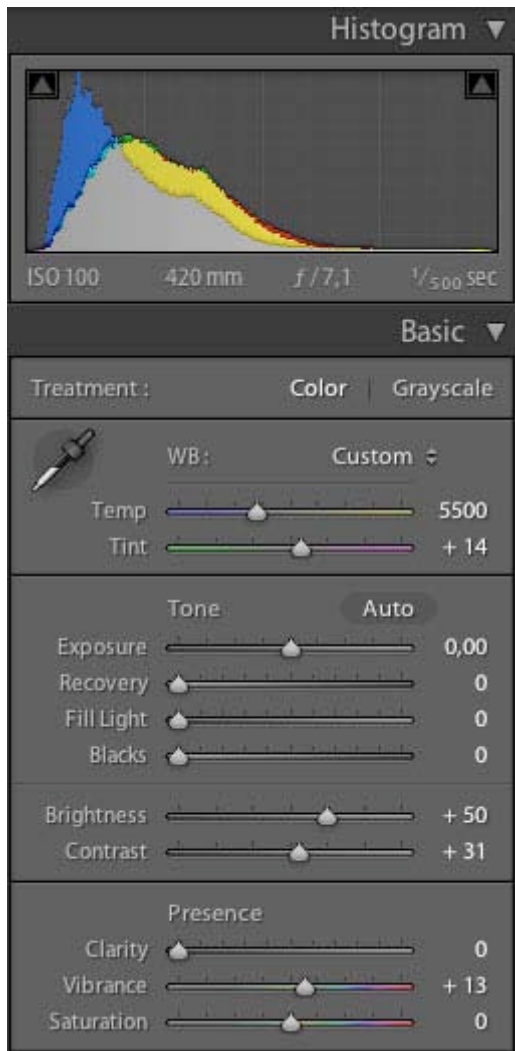 Histogram
ISO 100 420 mm ƒ/7,1 1/500 sec
Basic
Treatment : Color | Grayscale
WB : Custom
Temp 5500
Tint + 14
Tone Auto
Exposure 0,00
Recovery 0
Fill Light 0
Blacks 0
Brightness + 50
Contrast + 31
Presence
Clarity 0
Vibrance + 13
Saturation 0